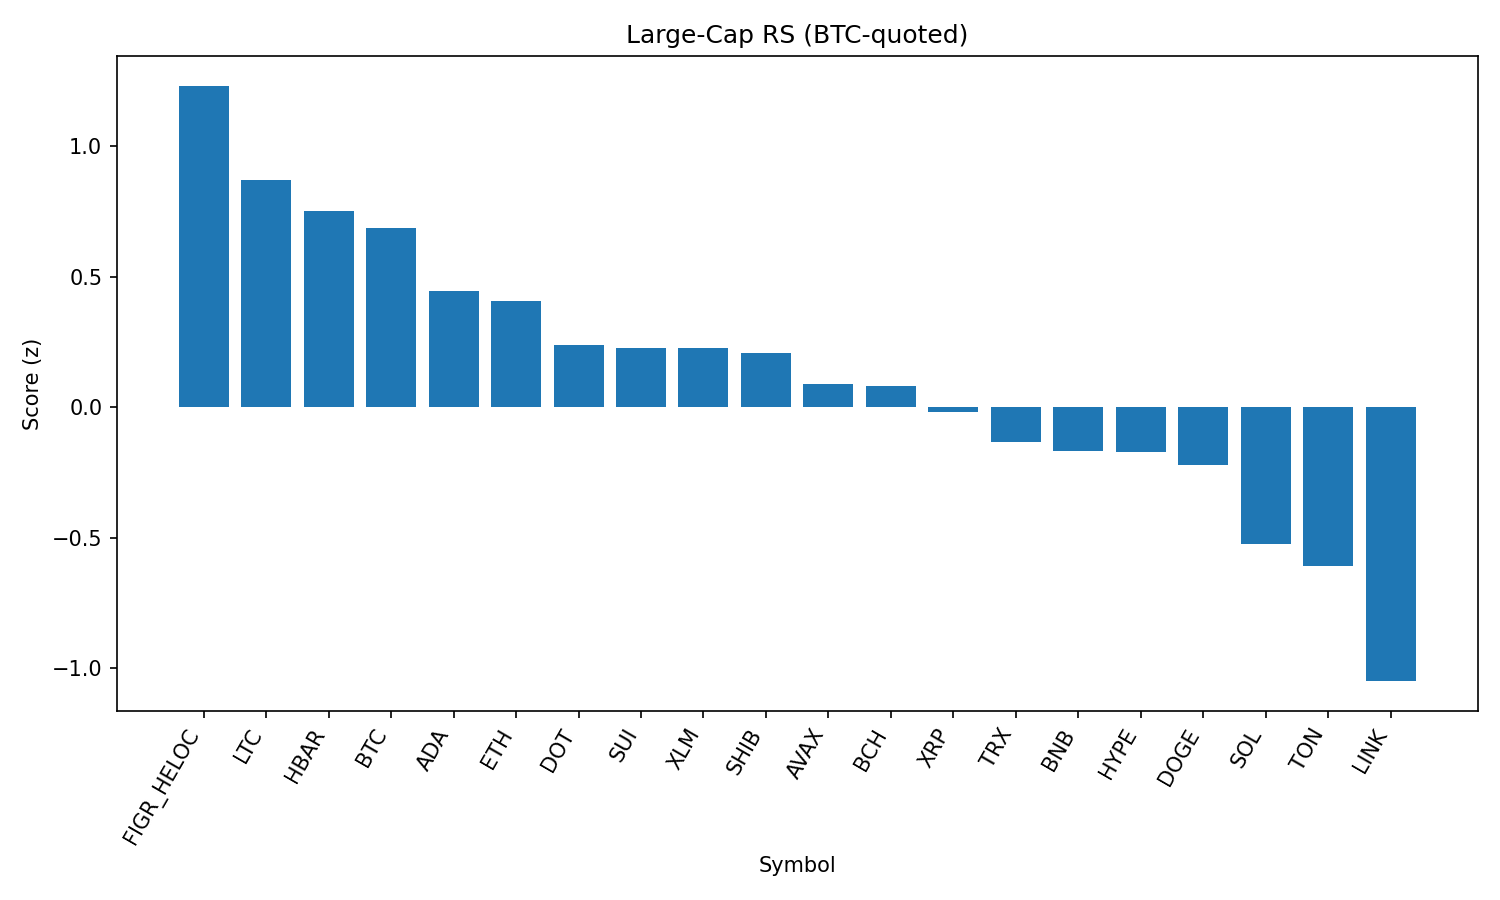 Large-Cap RS (BTC-quoted)
Score (z)
1.0
0.5
0.0
−0.5
−1.0
FIGR_HELOC
LTC
HBAR
BTC
ADA
ETH
DOT
SUI
XLM
SHIB
AVAX
BCH
XRP
TRX
BNB
HYPE
DOGE
SOL
TON
LINK
Symbol